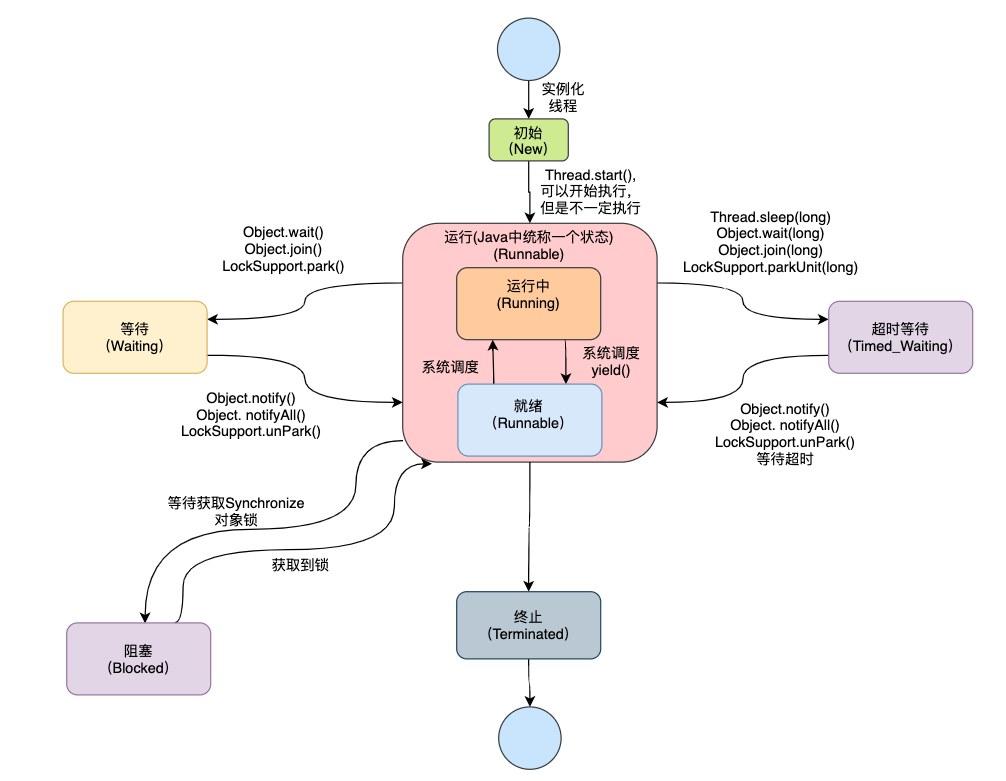 实例化
线程
初始
(New)
Thread.start(),
可以开始执行,
但是不一定执行
运行(Java中统称一个状态)
(Runnable)
Object.wait()
Object.join()
LockSupport.park()
Thread.sleep(long)
Object.wait(long)
Object.join(long)
LockSupport.parkUnit(long)
运行中
(Running)
等待
(Waiting)
超时等待
(Timed_Waiting)
系统调度
系统调度
yield()
就绪
(Runnable)
Object.notify()
Object. notifyAll()
LockSupport.unPark()
Object.notify()
Object. notifyAll()
LockSupport.unPark()
等待超时
等待获取Synchronize
对象锁
获取到锁
终止
(Terminated)
阻塞
(Blocked)